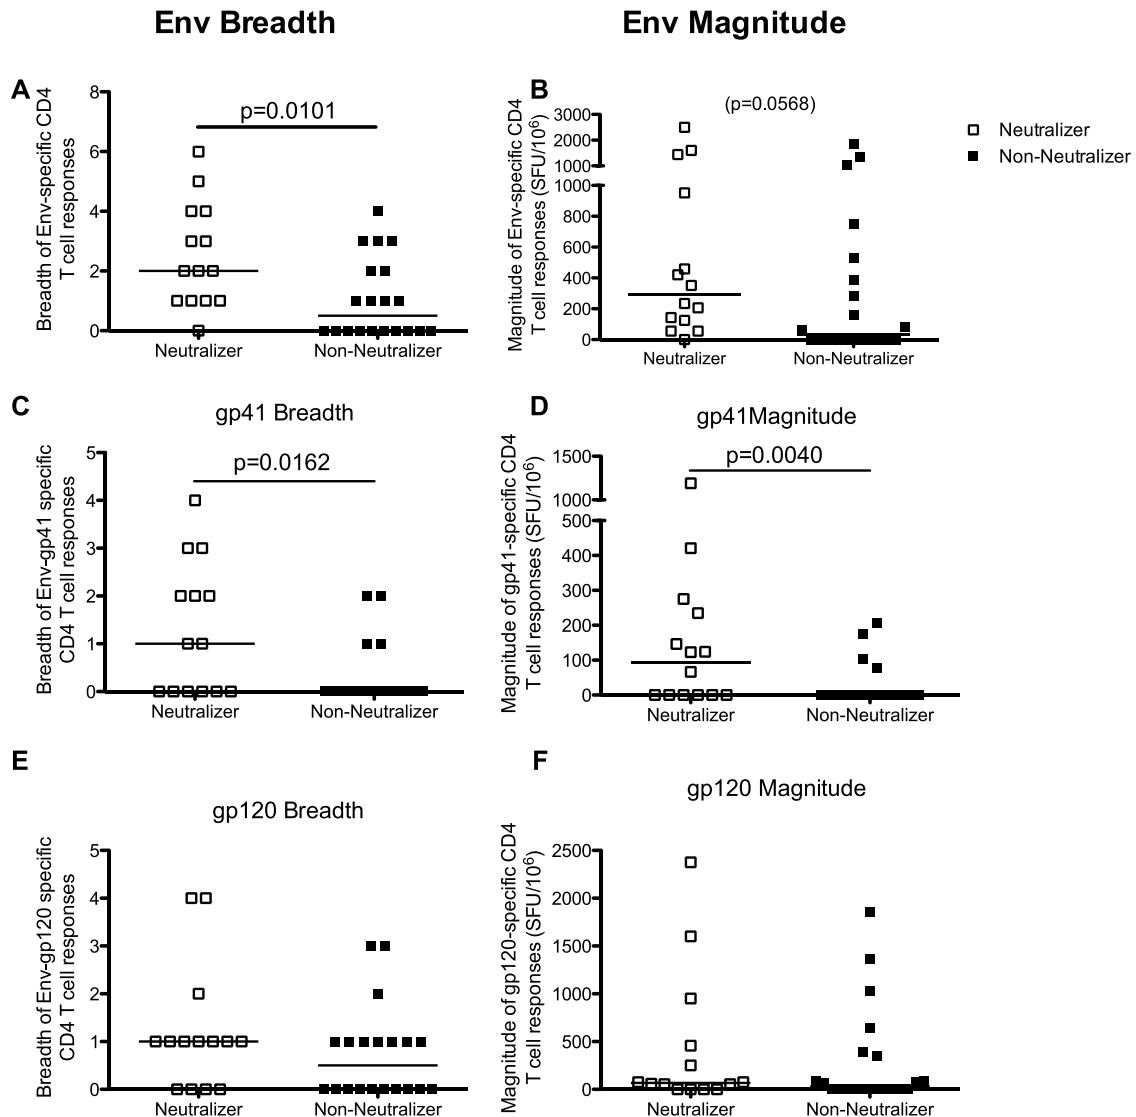 Env Breadth
Env Magnitude
A
Breadth of Env-specific CD4
T cell responses
8
6
4
2
0
p=0.0101
Neutralizer
Non-Neutralizer
B
Magnitude of Env-specific CD4
T cell responses (SFU/10⁶)
3000
2000
1000
1000
800
600
400
200
0
(p=0.0568)
Neutralizer
Non-Neutralizer
Neutralizer
Non-Neutralizer
C
gp41 Breadth
Breadth of Env-gp41 specific
CD4 T cell responses
5
4
3
2
1
0
p=0.0162
Neutralizer
Non-Neutralizer
D
gp41Magnitude
Magnitude of gp41-specific CD4
T cell responses (SFU/10⁶)
1500
1000
500
400
300
200
100
0
p=0.0040
Neutralizer
Non-Neutralizer
E
gp120 Breadth
Breadth of Env-gp120 specific
CD4 T cell responses
5
4
3
2
1
0
Neutralizer
Non-Neutralizer
F
gp120 Magnitude
Magnitude of gp120-specific CD4
T cell responses (SFU/10⁶)
2500
2000
1500
1000
500
0
Neutralizer
Non-Neutralizer